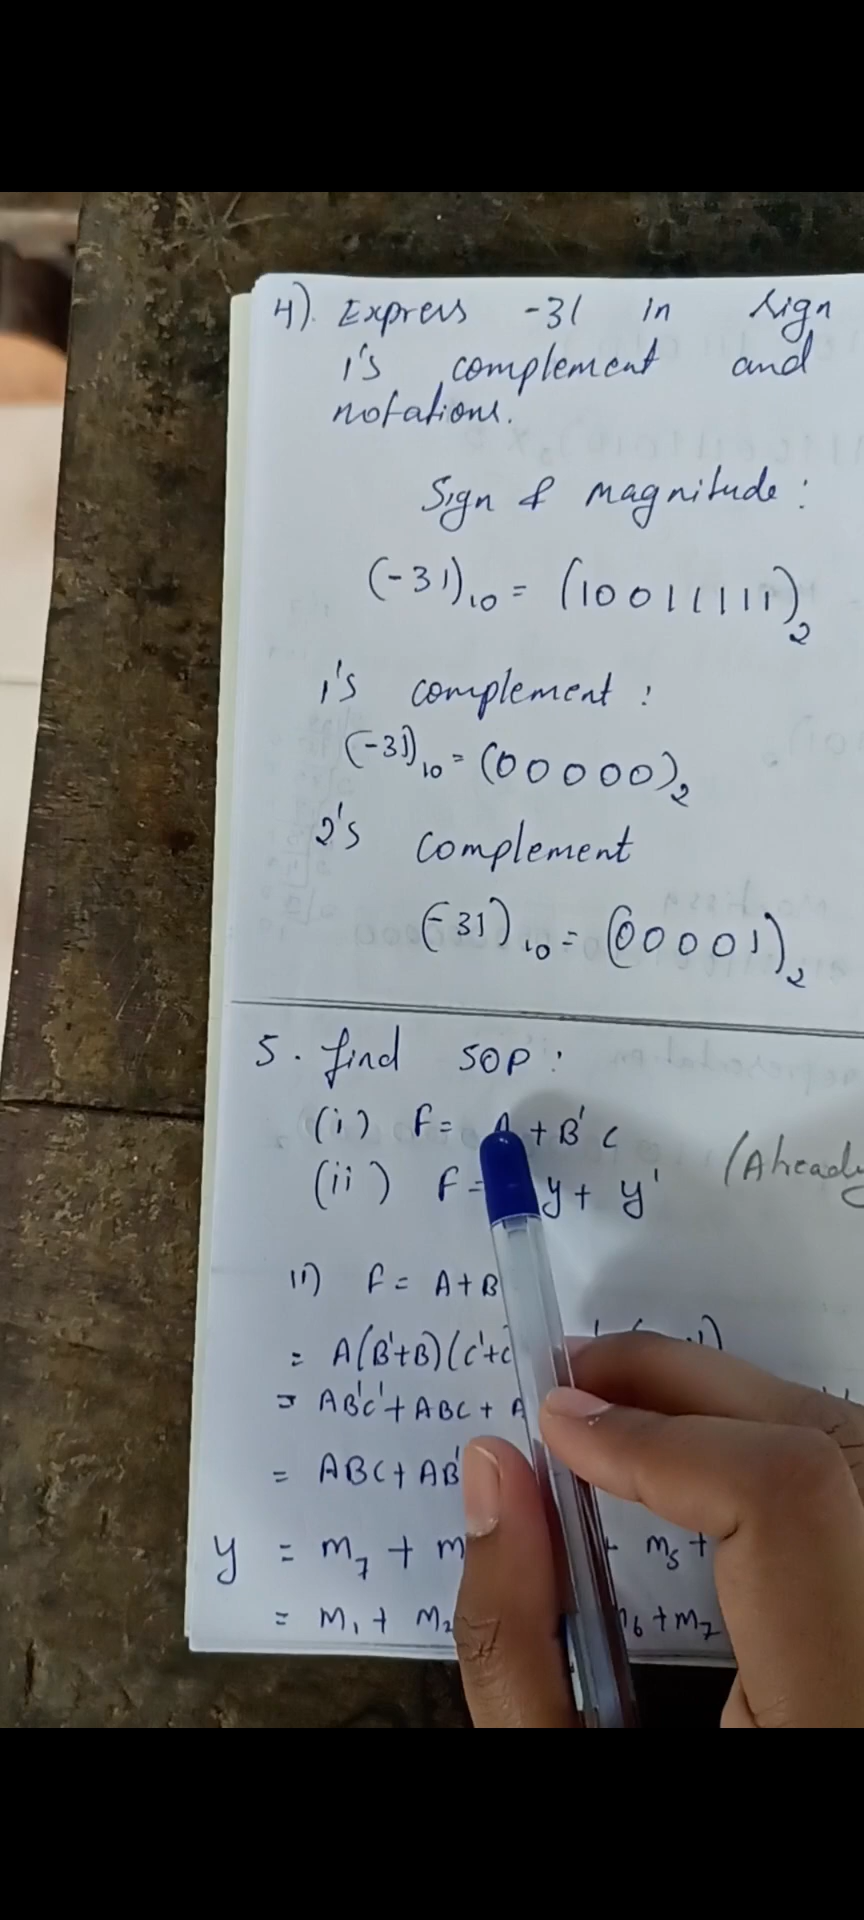 4). Express -31 in sign
1's complement and
notations.
Sign & magnitude :
(-31)10 = (10011111)2
1's complement :
(-31)10 = (00000)2
2's complement
(-31)10 = (00001)2
5. find SOP :
(i) F = A + B' C (Already
(ii) F = y + y'
11) F = A + B
= A(B'+B)(C'+C
= AB'C' + ABC + A
= ABC + AB'
y = m7 + m + m5 +
= m1 + m2 m6 + m7